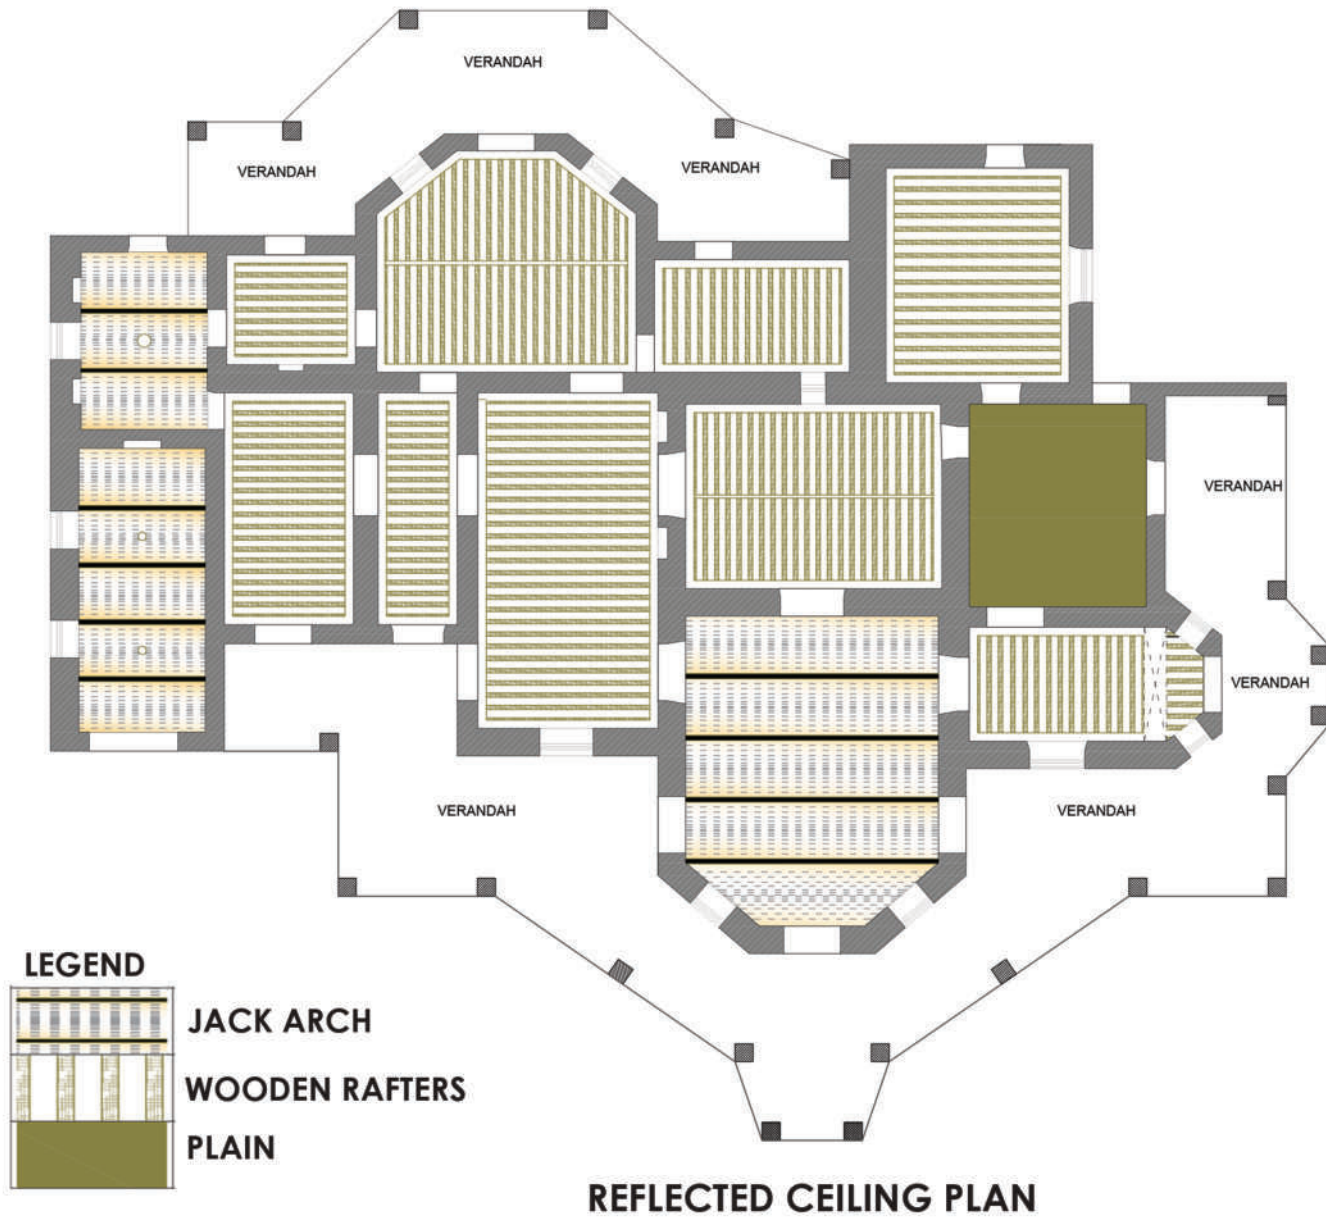 VERANDAH
VERANDAH
VERANDAH
VERANDAH
VERANDAH
VERANDAH
VERANDAH
LEGEND
JACK ARCH
WOODEN RAFTERS
PLAIN
REFLECTED CEILING PLAN